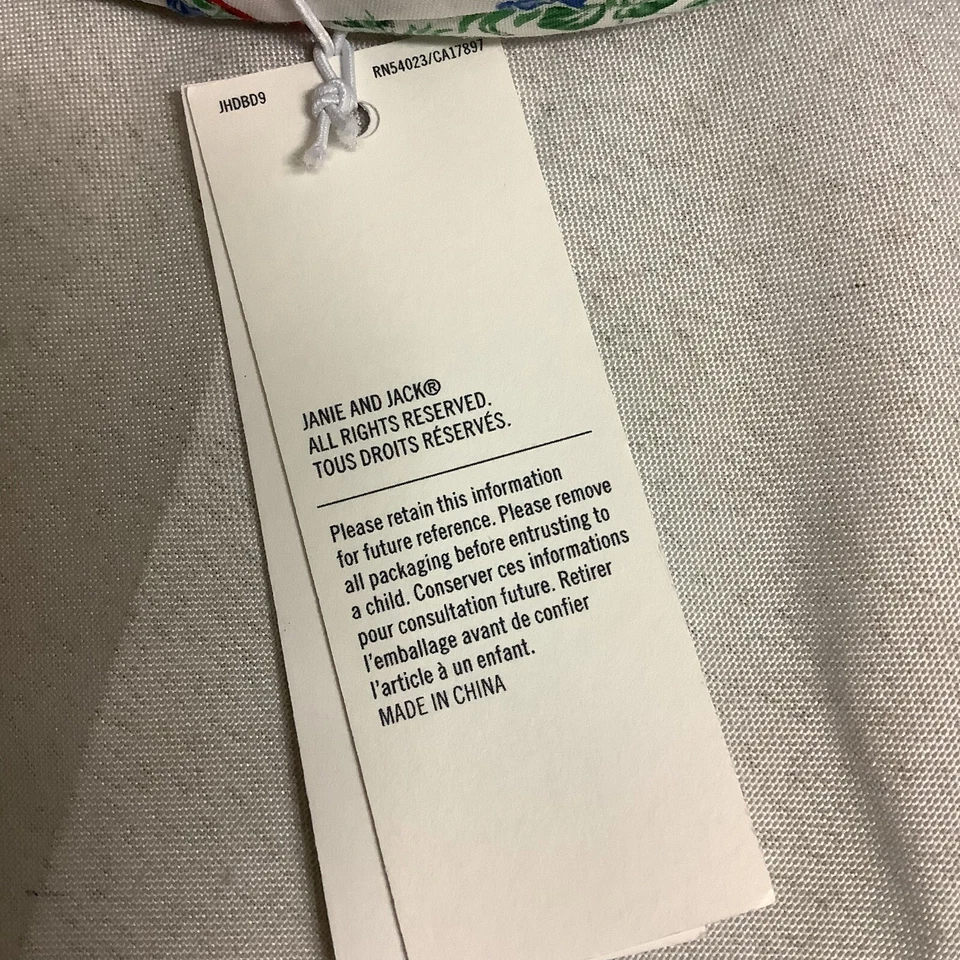 JHDBD9
RN54023/CA17897
JANIE AND JACK®
ALL RIGHTS RESERVED.
TOUS DROITS RÉSERVÉS.
Please retain this information
for future reference. Please remove
all packaging before entrusting to
a child. Conserver ces informations
pour consultation future. Retirer
l'emballage avant de confier
l'article à un enfant.
MADE IN CHINA